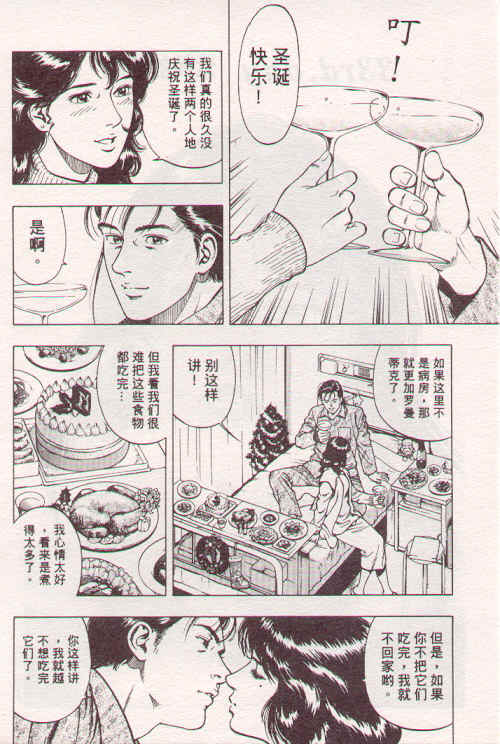 叮！
圣诞
快乐！
我们真的很久没
有这样两个人地
庆祝圣诞了。
是啊。
如果这里不
是病房，那
就更加罗曼
蒂克了。
别这样
讲！
但我看我们很
难把这些食物
都吃完…
我心情太好
，看来是煮
得太多了。
但是，如果
你不把它们
吃完，我就
不回家哟。
你这样讲
，我就越
不想吃完
它们了。